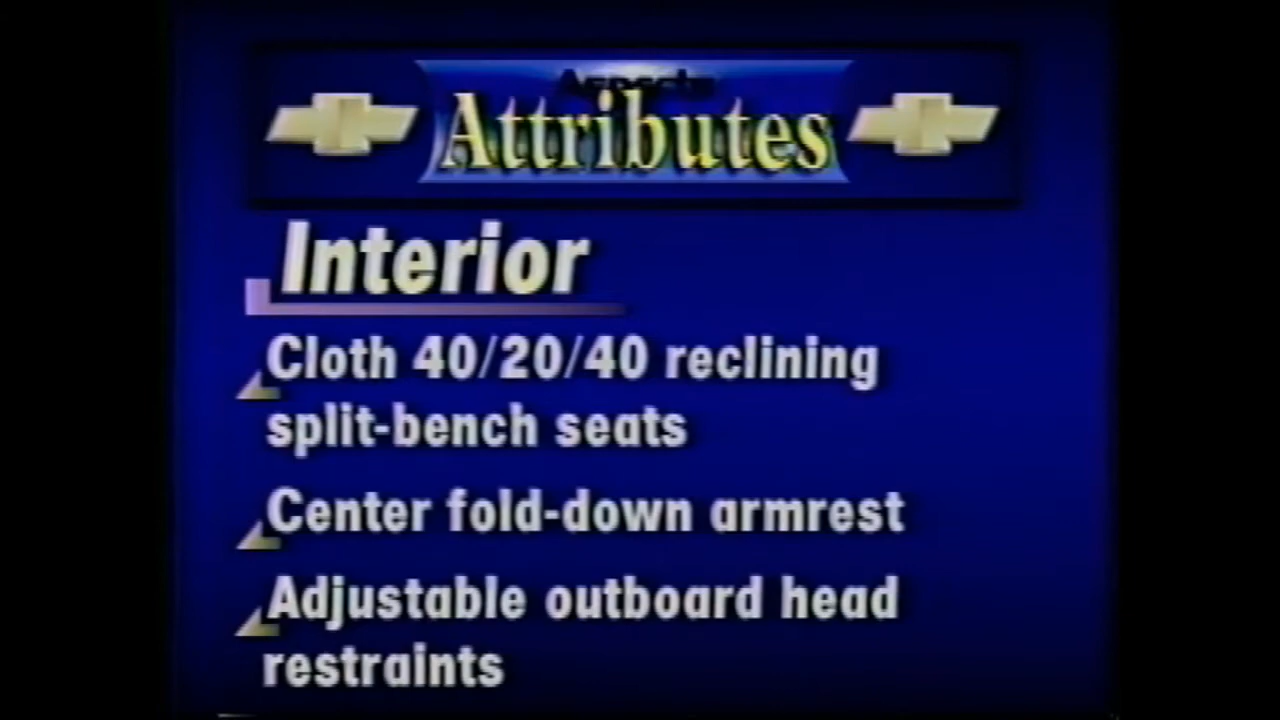 Attributes
Interior
Cloth 40/20/40 reclining
split-bench seats
Center fold-down armrest
Adjustable outboard head
restraints